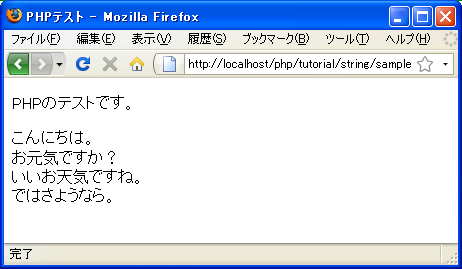 PHPテスト - Mozilla Firefox
ファイル(F) 編集(E) 表示(V) 履歴(S) ブックマーク(B) ツール(T) ヘルプ(H)
http://localhost/php/tutorial/string/sample
PHPのテストです。
こんにちは。
お元気ですか？
いいお天気ですね。
ではさようなら。
完了